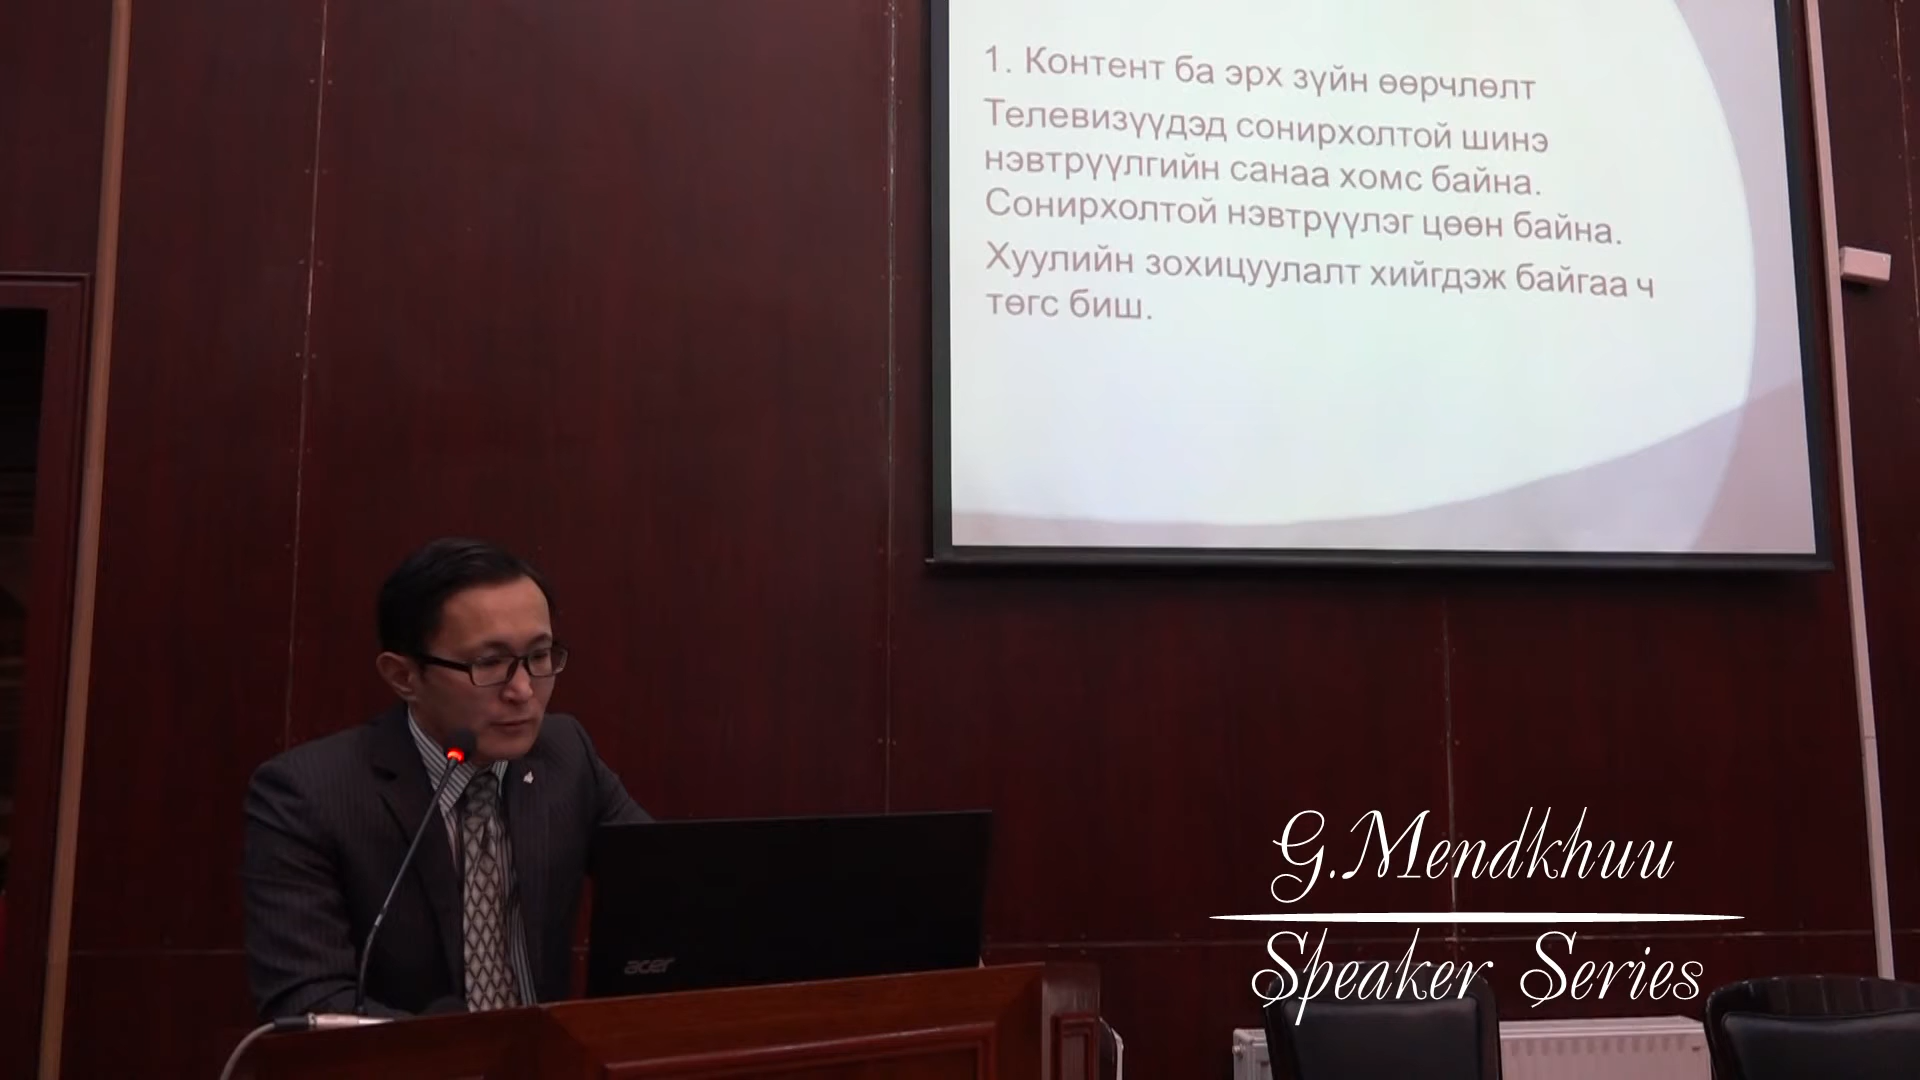 1. Контент ба эрх зүйн өөрчлөлт
Телевизүүдэд сонирхолтой шинэ
нэвтрүүлгийн санаа хомс байна.
Сонирхолтой нэвтрүүлэг цөөн байна.
Хуулийн зохицуулалт хийгдэж байгаа ч
төгс биш.
acer
G.Mendkhuu
Speaker Series